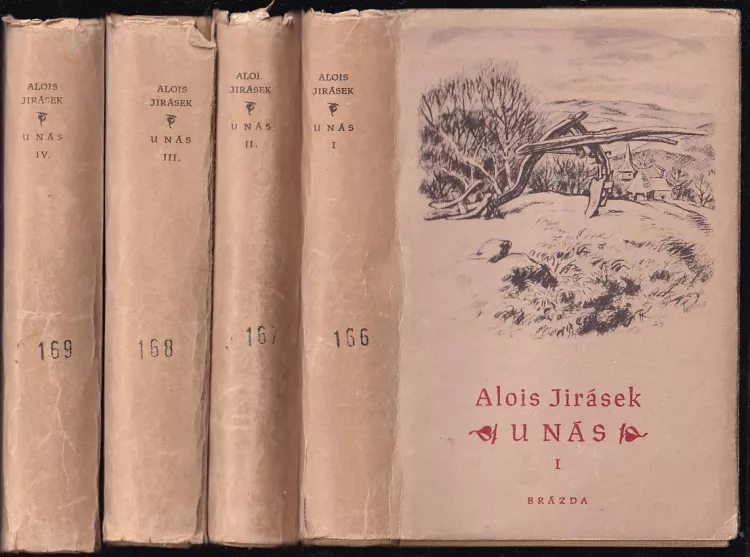 ALOIS
JIRÁSEK
U NÁS
IV.
169
ALOIS
JIRÁSEK
U NÁS
III.
168
ALOI
JIRÁSEK
U NÁS
II.
167
ALOIS
JIRÁSEK
U NÁS
I
166
Alois Jirásek
U NÁS
I
BRÁZDA